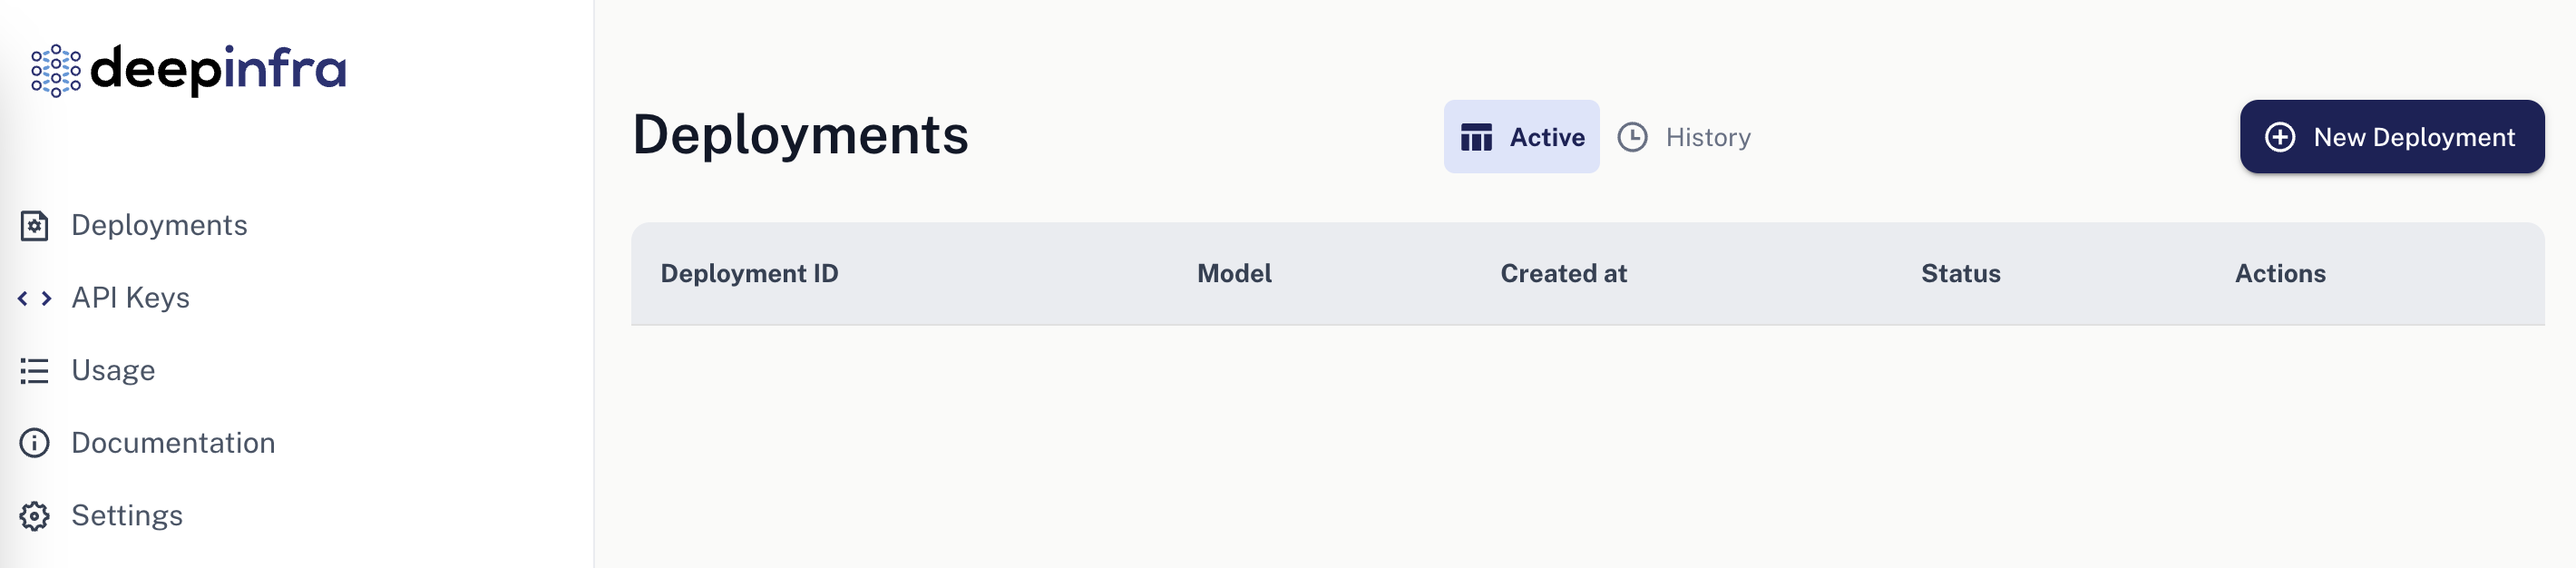 deepinfra
Deployments
API Keys
Usage
Documentation
Settings
Deployments
Active
History
New Deployment
Deployment ID Model Created at Status Actions